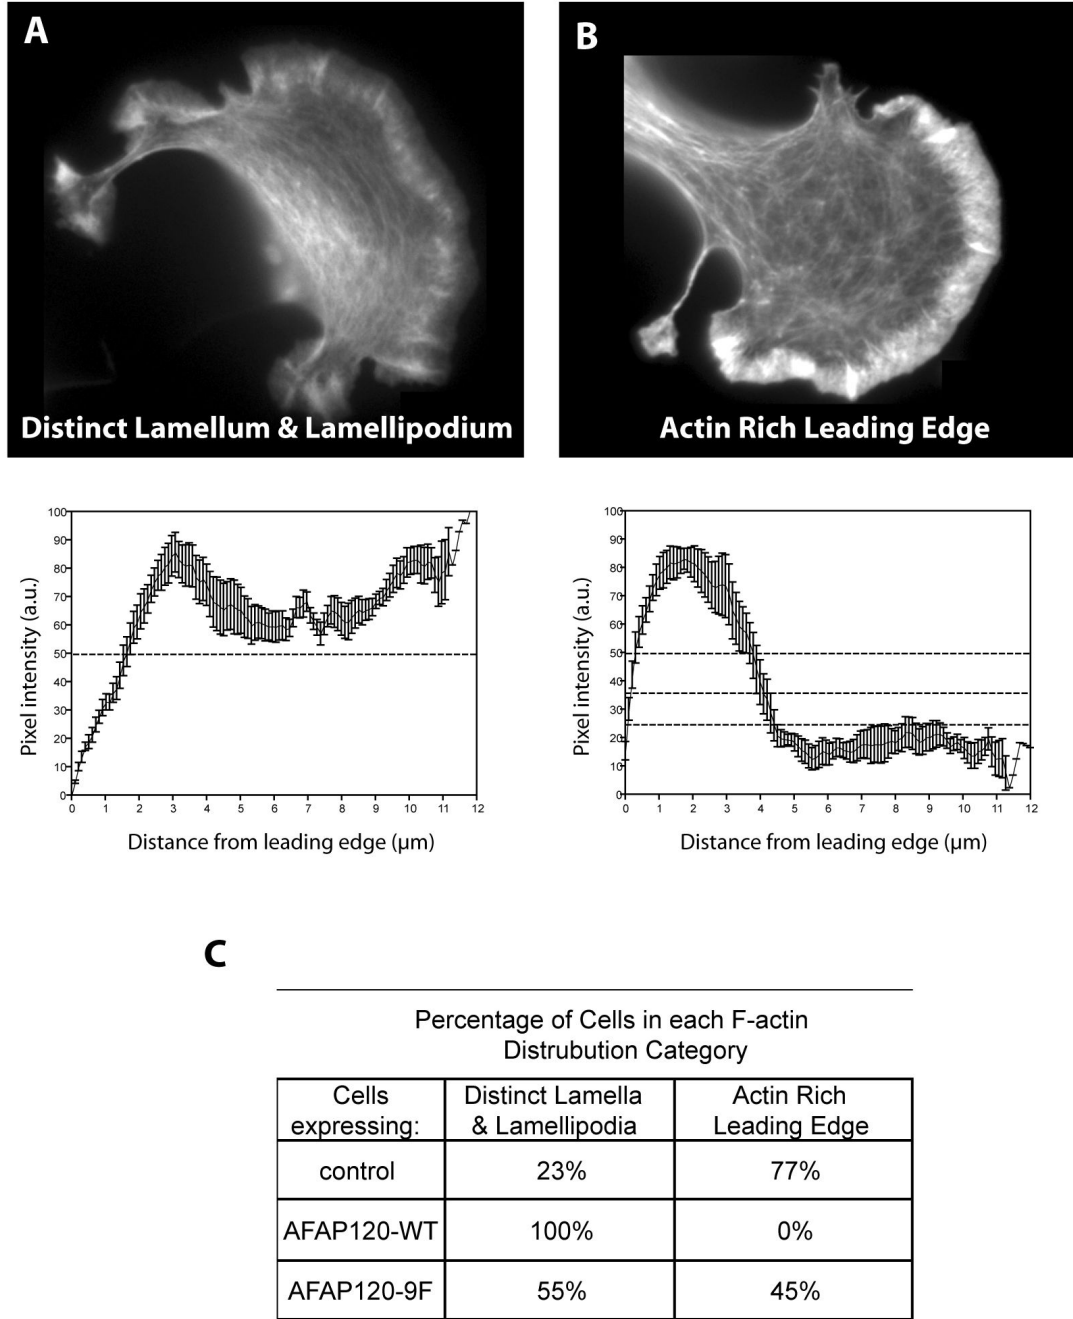 A
B
Distinct Lamellum & Lamellipodium
Actin Rich Leading Edge
100
90
80
70
60
50
40
30
20
10
0
Pixel intensity (a.u.)
0 1 2 3 4 5 6 7 8 9 10 11 12
Distance from leading edge (µm)
100
90
80
70
60
50
40
30
20
10
0
Pixel intensity (a.u.)
0 1 2 3 4 5 6 7 8 9 10 11 12
Distance from leading edge (µm)
C
Percentage of Cells in each F-actin
Distrubution Category
Cells
expressing:
Distinct Lamella
& Lamellipodia
Actin Rich
Leading Edge
control 23% 77%
AFAP120-WT 100% 0%
AFAP120-9F 55% 45%